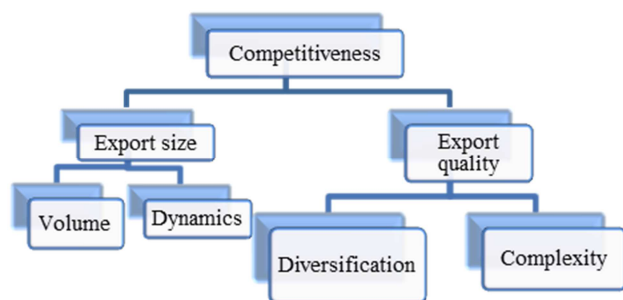 Competitiveness
Export size
Export
quality
Volume
Dynamics
Diversification
Complexity